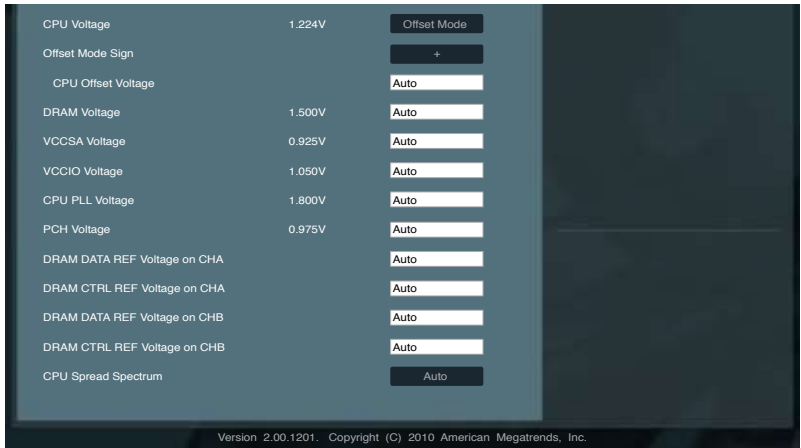 CPU Voltage 1.224V Offset Mode
Offset Mode Sign +
CPU Offset Voltage Auto
DRAM Voltage 1.500V Auto
VCCSA Voltage 0.925V Auto
VCCIO Voltage 1.050V Auto
CPU PLL Voltage 1.800V Auto
PCH Voltage 0.975V Auto
DRAM DATA REF Voltage on CHA Auto
DRAM CTRL REF Voltage on CHA Auto
DRAM DATA REF Voltage on CHB Auto
DRAM CTRL REF Voltage on CHB Auto
CPU Spread Spectrum Auto
Version 2.00.1201. Copyright (C) 2010 American Megatrends, Inc.